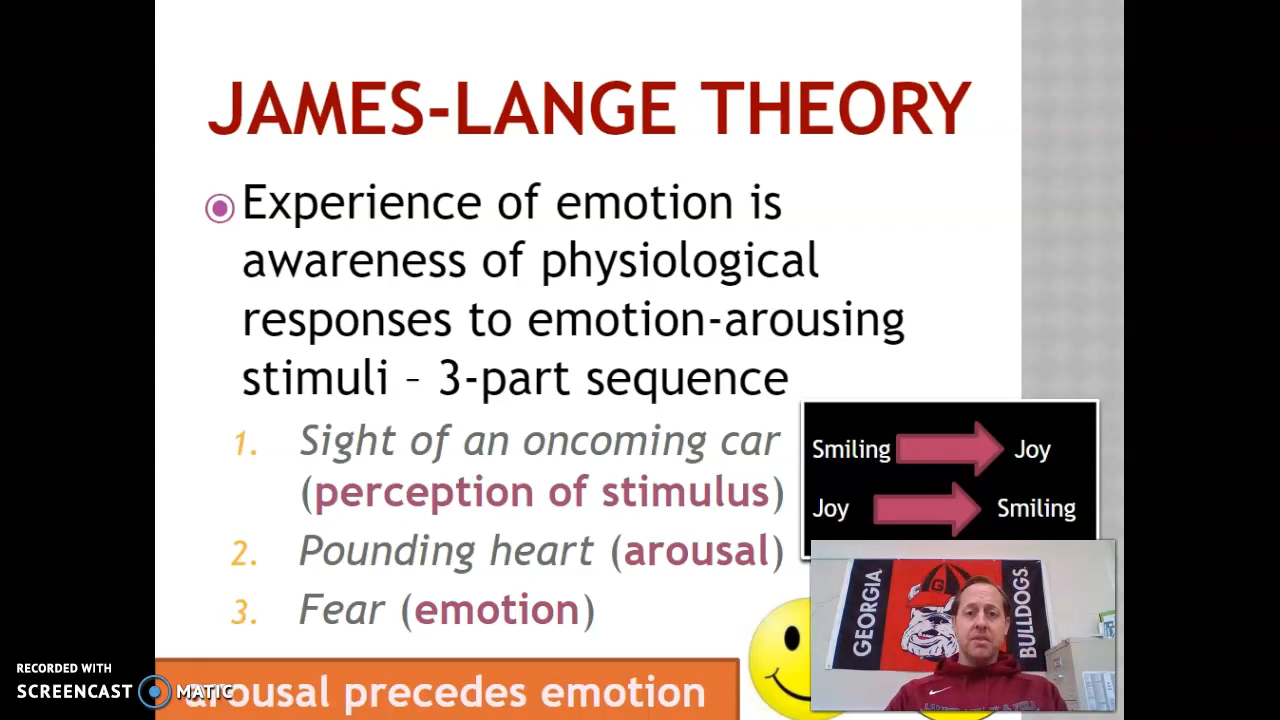 JAMES-LANGE THEORY
Experience of emotion is
awareness of physiological
responses to emotion-arousing
stimuli – 3-part sequence
1. Sight of an oncoming car
(perception of stimulus)
2. Pounding heart (arousal)
3. Fear (emotion)
Smiling Joy
Joy Smiling
GEORGIA
G
BULLDOGS
RECORDED WITH
SCREENCAST MATIC
arousal precedes emotion